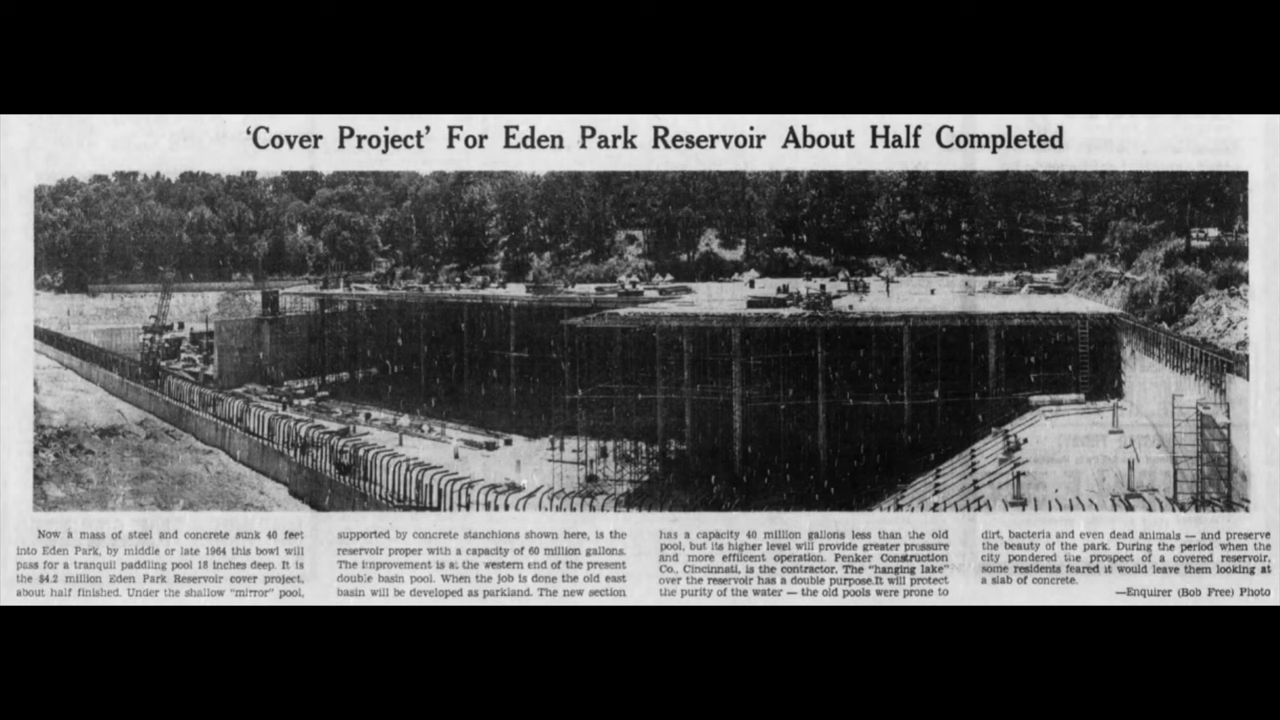 ‘Cover Project’ For Eden Park Reservoir About Half Completed
Now a mass of steel and concrete sunk 40 feet
into Eden Park, by middle or late 1964 this bowl will
pass for a tranquil paddling pool 18 inches deep. It is
the $4.2 million Eden Park Reservoir cover project,
about half finished. Under the shallow "mirror" pool,
supported by concrete stanchions shown here, is the
reservoir proper with a capacity of 60 million gallons.
The improvement is at the western end of the present
double basin pool. When the job is done the old east
basin will be developed as parkland. The new section
has a capacity 40 million gallons less than the old
pool, but its higher level will provide greater prussure
and more efficent operation. Penker Construction
Co., Cincinnati, is the contractor. The "hanging lake"
over the reservoir has a double purpose.It will protect
the purity of the water — the old pools were prone to
dirt, bacteria and even dead animals — and preserve
the beauty of the park. During the period when the
city pondered the prospect of a covered reservoir,
some residents feared it would leave them looking at
a slab of concrete.
—Enquirer (Bob Free) Photo